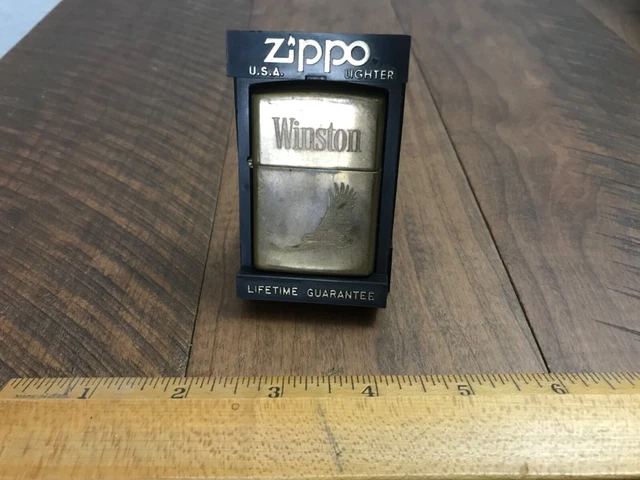 Zippo
U.S.A. LIGHTER
Winston
LIFETIME GUARANTEE
1 2 3 4 5 6